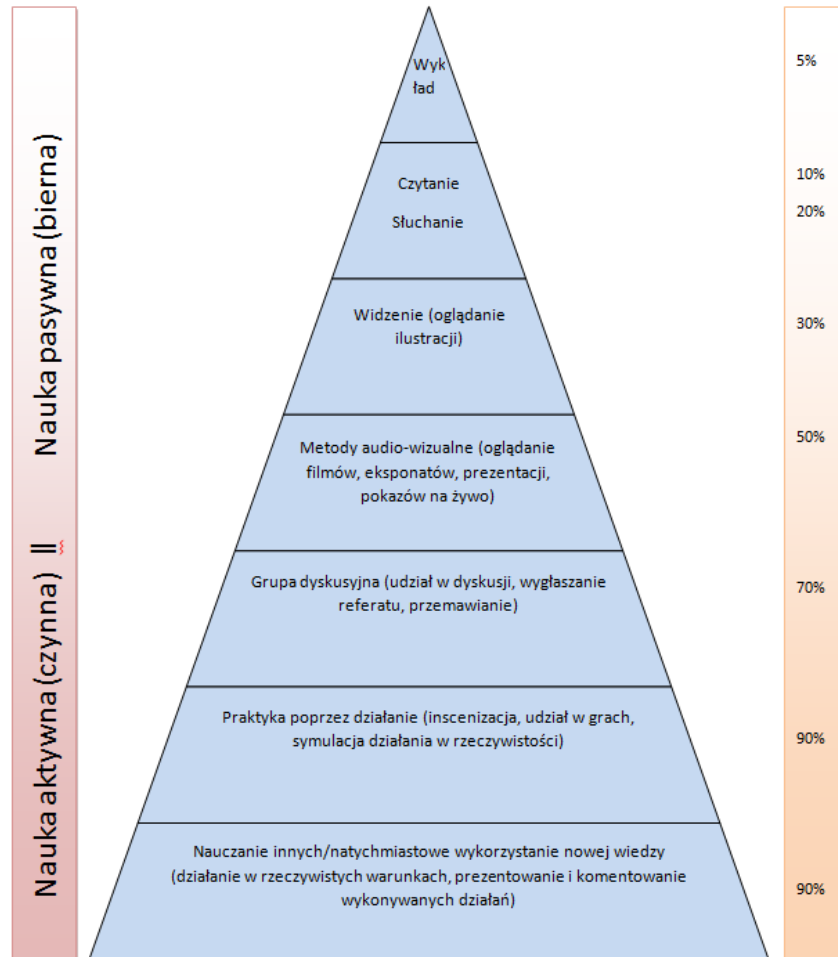 Nauka pasywna (bierna)
||
Nauka aktywna (czynna)
Wyk
ład
5%
Czytanie
10%
Słuchanie
20%
Widzenie (oglądanie
ilustracji)
30%
Metody audio-wizualne (oglądanie
filmów, eksponatów, prezentacji,
pokazów na żywo)
50%
Grupa dyskusyjna (udział w dyskusji, wygłaszanie
referatu, przemawianie)
70%
Praktyka poprzez działanie (inscenizacja, udział w grach,
symulacja działania w rzeczywistości)
90%
Nauczanie innych/natychmiastowe wykorzystanie nowej wiedzy
(działanie w rzeczywistych warunkach, prezentowanie i komentowanie
wykonywanych działań)
90%